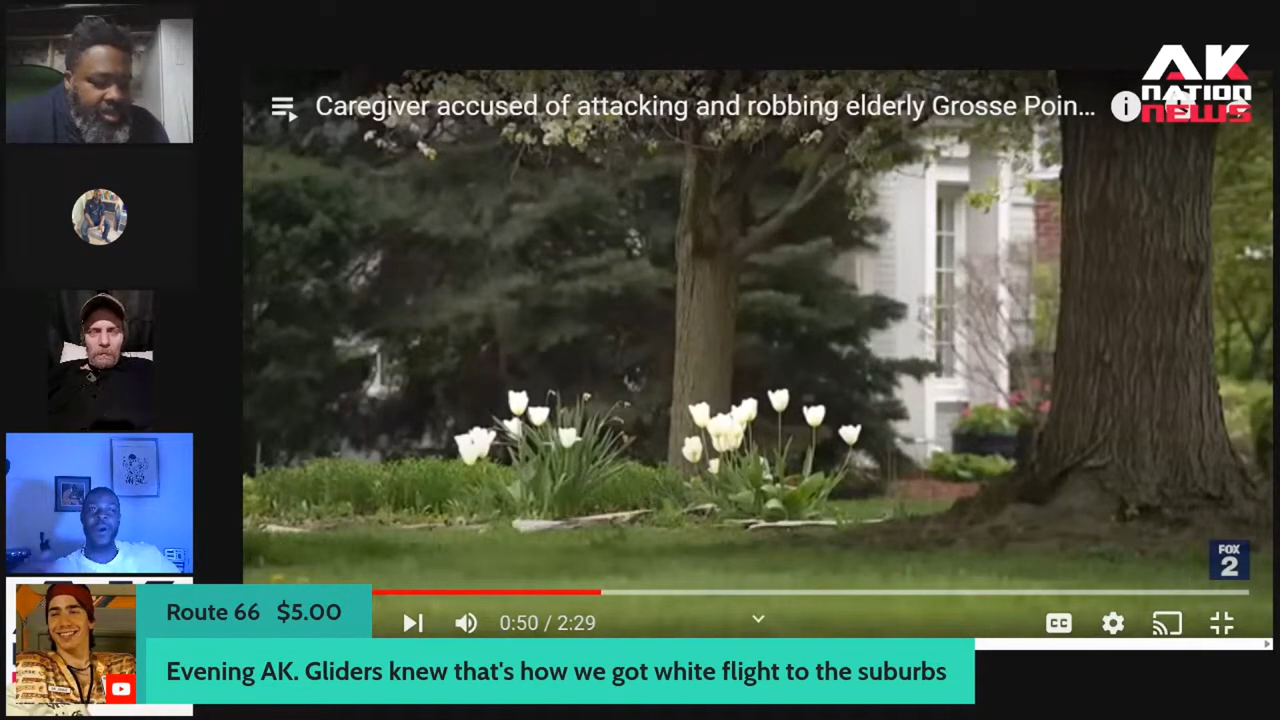 Caregiver accused of attacking and robbing elderly Grosse Poin...
AK
NATION
NEWS
FOX
2
0:50 / 2:29
CC
Route 66 $5.00
Evening AK. Gliders knew that's how we got white flight to the suburbs